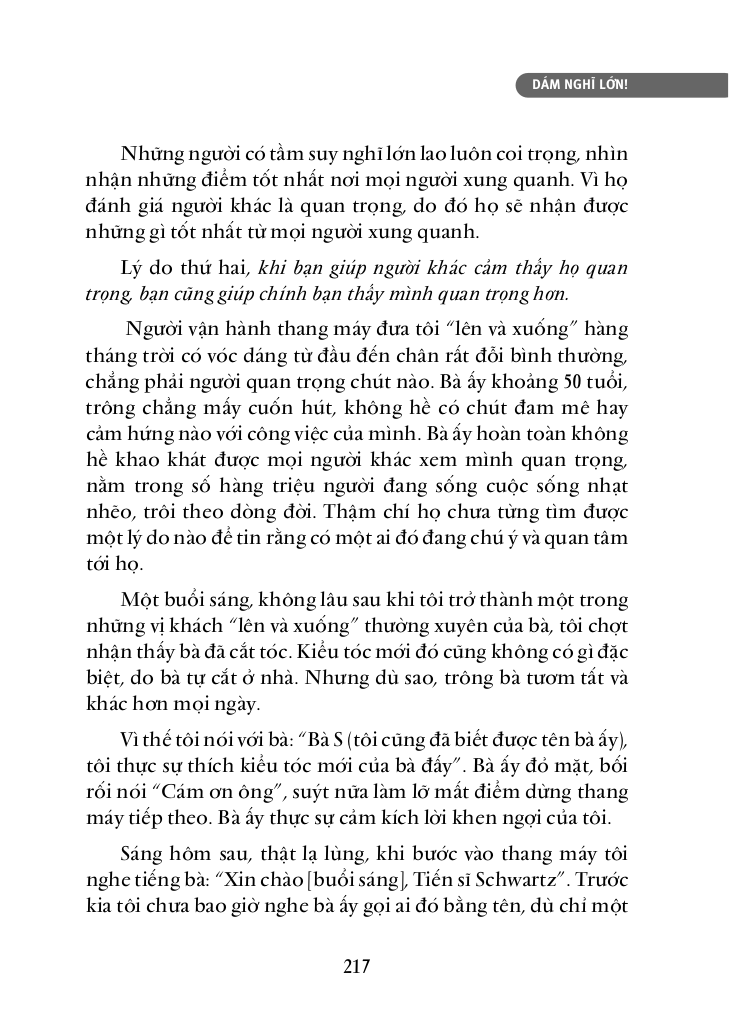 DÁM NGHĨ LỚN!
Những người có tầm suy nghĩ lớn lao luôn coi trọng, nhìn
nhận những điểm tốt nhất nơi mọi người xung quanh. Vì họ
đánh giá người khác là quan trọng, do đó họ sẽ nhận được
những gì tốt nhất từ mọi người xung quanh.
Lý do thứ hai, khi bạn giúp người khác cảm thấy họ quan
trọng, bạn cũng giúp chính bạn thấy mình quan trọng hơn.
Người vận hành thang máy đưa tôi “lên và xuống” hàng
tháng trời có vóc dáng từ đầu đến chân rất đỗi bình thường,
chẳng phải người quan trọng chút nào. Bà ấy khoảng 50 tuổi,
trông chẳng mấy cuốn hút, không hề có chút đam mê hay
cảm hứng nào với công việc của mình. Bà ấy hoàn toàn không
hề khao khát được mọi người khác xem mình quan trọng,
nằm trong số hàng triệu người đang sống cuộc sống nhạt
nhẽo, trôi theo dòng đời. Thậm chí họ chưa từng tìm được
một lý do nào để tin rằng có một ai đó đang chú ý và quan tâm
tới họ.
Một buổi sáng, không lâu sau khi tôi trở thành một trong
những vị khách “lên và xuống” thường xuyên của bà, tôi chợt
nhận thấy bà đã cắt tóc. Kiểu tóc mới đó cũng không có gì đặc
biệt, do bà tự cắt ở nhà. Nhưng dù sao, trông bà tươm tất và
khác hơn mọi ngày.
Vì thế tôi nói với bà: “Bà S (tôi cũng đã biết được tên bà ấy),
tôi thực sự thích kiểu tóc mới của bà đấy”. Bà ấy đỏ mặt, bối
rối nói “Cám ơn ông”, suýt nữa làm lỡ mất điểm dừng thang
máy tiếp theo. Bà ấy thực sự cảm kích lời khen ngợi của tôi.
Sáng hôm sau, thật lạ lùng, khi bước vào thang máy tôi
nghe tiếng bà: “Xin chào [buổi sáng], Tiến sĩ Schwartz”. Trước
kia tôi chưa bao giờ nghe bà ấy gọi ai đó bằng tên, dù chỉ một
217